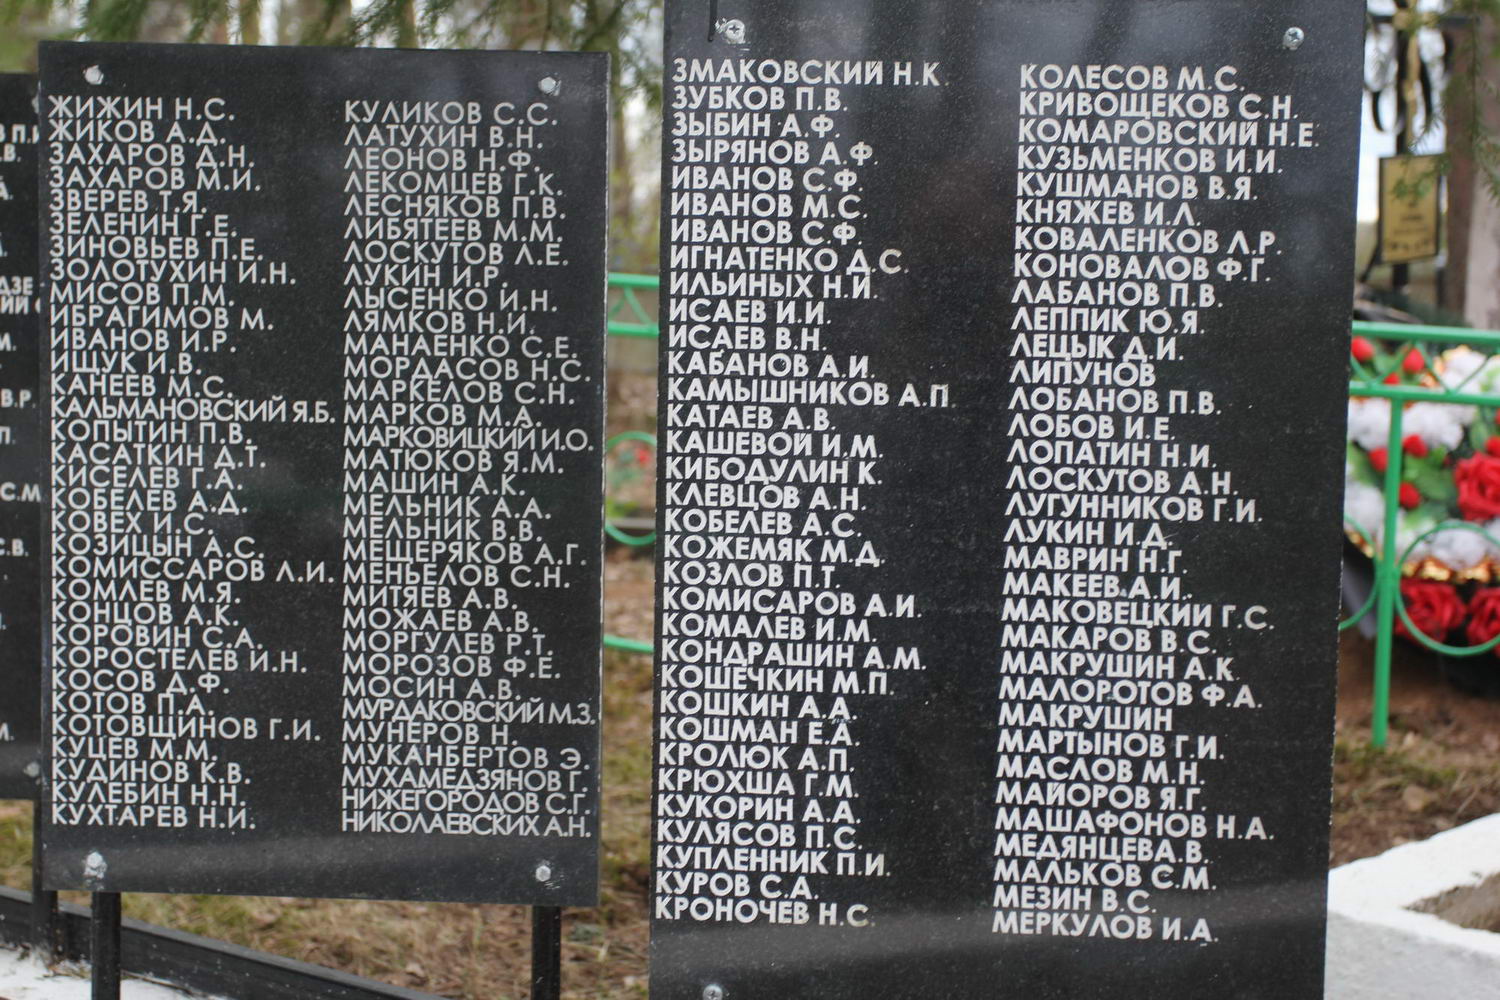 ЖИЖИН Н.С.
ЖИКОВ А.Д.
ЗАХАРОВ Д.Н.
ЗАХАРОВ М.И.
ЗВЕРЕВ Т.Я.
ЗЕЛЕНИН Г.Е.
ЗИНОВЬЕВ П.Е.
ЗОЛОТУХИН И.Н.
МИСОВ П.М.
ИБРАГИМОВ М.
ИВАНОВ И.Р.
ИЩУК И.В.
КАНЕЕВ М.С.
КАЛЬМАНОВСКИЙ Я.Б.
КОПЫТИН П.В.
КАСАТКИН Д.Т.
КИСЕЛЕВ Г.А.
КОБЕЛЕВ А.Д.
КОВЕХ И.С.
КОЗИЦЫН А.С.
КОМИССАРОВ Л.И.
КОМЛЕВ М.Я.
КОНЦОВ А.К.
КОРОВИН С.А.
КОРОСТЕЛЕВ И.Н.
КОСОВ Д.Ф.
КОТОВ П.А.
КОТОВЩИНОВ Г.И.
КУЦЕВ М.М.
КУДИНОВ К.В.
КУЛЕБИН Н.Н.
КУХТАРЕВ Н.И.
КУЛИКОВ С.С.
ЛАТУХИН В.Н.
ЛЕОНОВ Н.Ф.
ЛЕКОМЦЕВ Г.К.
ЛЕСНЯКОВ П.В.
ЛИБЯТЕЕВ М.М.
ЛОСКУТОВ Л.Е.
ЛУКИН И.Р.
ЛЫСЕНКО И.Н.
ЛЯМКОВ Н.И.
МАНАЕНКО С.Е.
МОРДАСОВ Н.С.
МАРКЕЛОВ С.Н.
МАРКОВ М.А.
МАРКОВИЦКИЙ И.О.
МАТЮКОВ Я.М.
МАШИН А.К.
МЕЛЬНИК А.А.
МЕЛЬНИК В.В.
МЕЩЕРЯКОВ А.Г.
МЕНЬЕЛОВ С.Н.
МИТЯЕВ А.В.
МОЖАЕВ А.В.
МОРГУЛЕВ Р.Т.
МОРОЗОВ Ф.Е.
МОСИН А.В.
МУРДАКОВСКИЙ М.З.
МУНЕРОВ Н.
МУКАНБЕРТОВ Э.
МУХАМЕДЗЯНОВ Г.
НИЖЕГОРОДОВ С.Г.
НИКОЛАЕВСКИХ А.Н.
ЗМАКОВСКИЙ Н.К.
ЗУБКОВ П.В.
ЗЫБИН А.Ф.
ЗЫРЯНОВ А.Ф.
ИВАНОВ С.Ф.
ИВАНОВ М.С.
ИВАНОВ С.Ф.
ИГНАТЕНКО Д.С.
ИЛЬИНЫХ Н.И.
ИСАЕВ И.И.
ИСАЕВ В.Н.
КАБАНОВ А.И.
КАМЫШНИКОВ А.П.
КАТАЕВ А.В.
КАШЕВОЙ И.М.
КИБОДУЛИН К.
КЛЕВЦОВ А.Н.
КОБЕЛЕВ А.С.
КОЖЕМЯК М.Д.
КОЗЛОВ П.Т.
КОМИСАРОВ А.И.
КОМАЛЕВ И.М.
КОНДРАШИН А.М.
КОШЕЧКИН М.П.
КОШКИН А.А.
КОШМАН Е.А.
КРОЛЮК А.П.
КРЮХША Г.М.
КУКОРИН А.А.
КУЛЯСОВ П.С.
КУПЛЕННИК П.И.
КУРОВ С.А.
КРОНОЧЕВ Н.С.
КОЛЕСОВ М.С.
КРИВОЩЕКОВ С.Н.
КОМАРОВСКИЙ Н.Е.
КУЗЬМЕНКОВ И.И.
КУШМАНОВ В.Я.
КНЯЖЕВ И.Л.
КОВАЛЕНКОВ Л.Р.
КОНОВАЛОВ Ф.Г.
ЛАБАНОВ П.В.
ЛЕППИК Ю.Я.
ЛЕЦЫК Д.И.
ЛИПУНОВ
ЛОБАНОВ П.В.
ЛОБОВ И.Е.
ЛОПАТИН Н.И.
ЛОСКУТОВ А.Н.
ЛУГУННИКОВ Г.И.
ЛУКИН И.Д.
МАВРИН Н.Г.
МАКЕЕВ А.И.
МАКОВЕЦКИЙ Г.С.
МАКАРОВ В.С.
МАКРУШИН А.К.
МАЛОРОТОВ Ф.А.
МАКРУШИН
МАРТЫНОВ Г.И.
МАСЛОВ М.Н.
МАЙОРОВ Я.Г.
МАШАФОНОВ Н.А.
МЕДЯНЦЕВА В.
МАЛЬКОВ С.М.
МЕЗИН В.С.
МЕРКУЛОВ И.А.